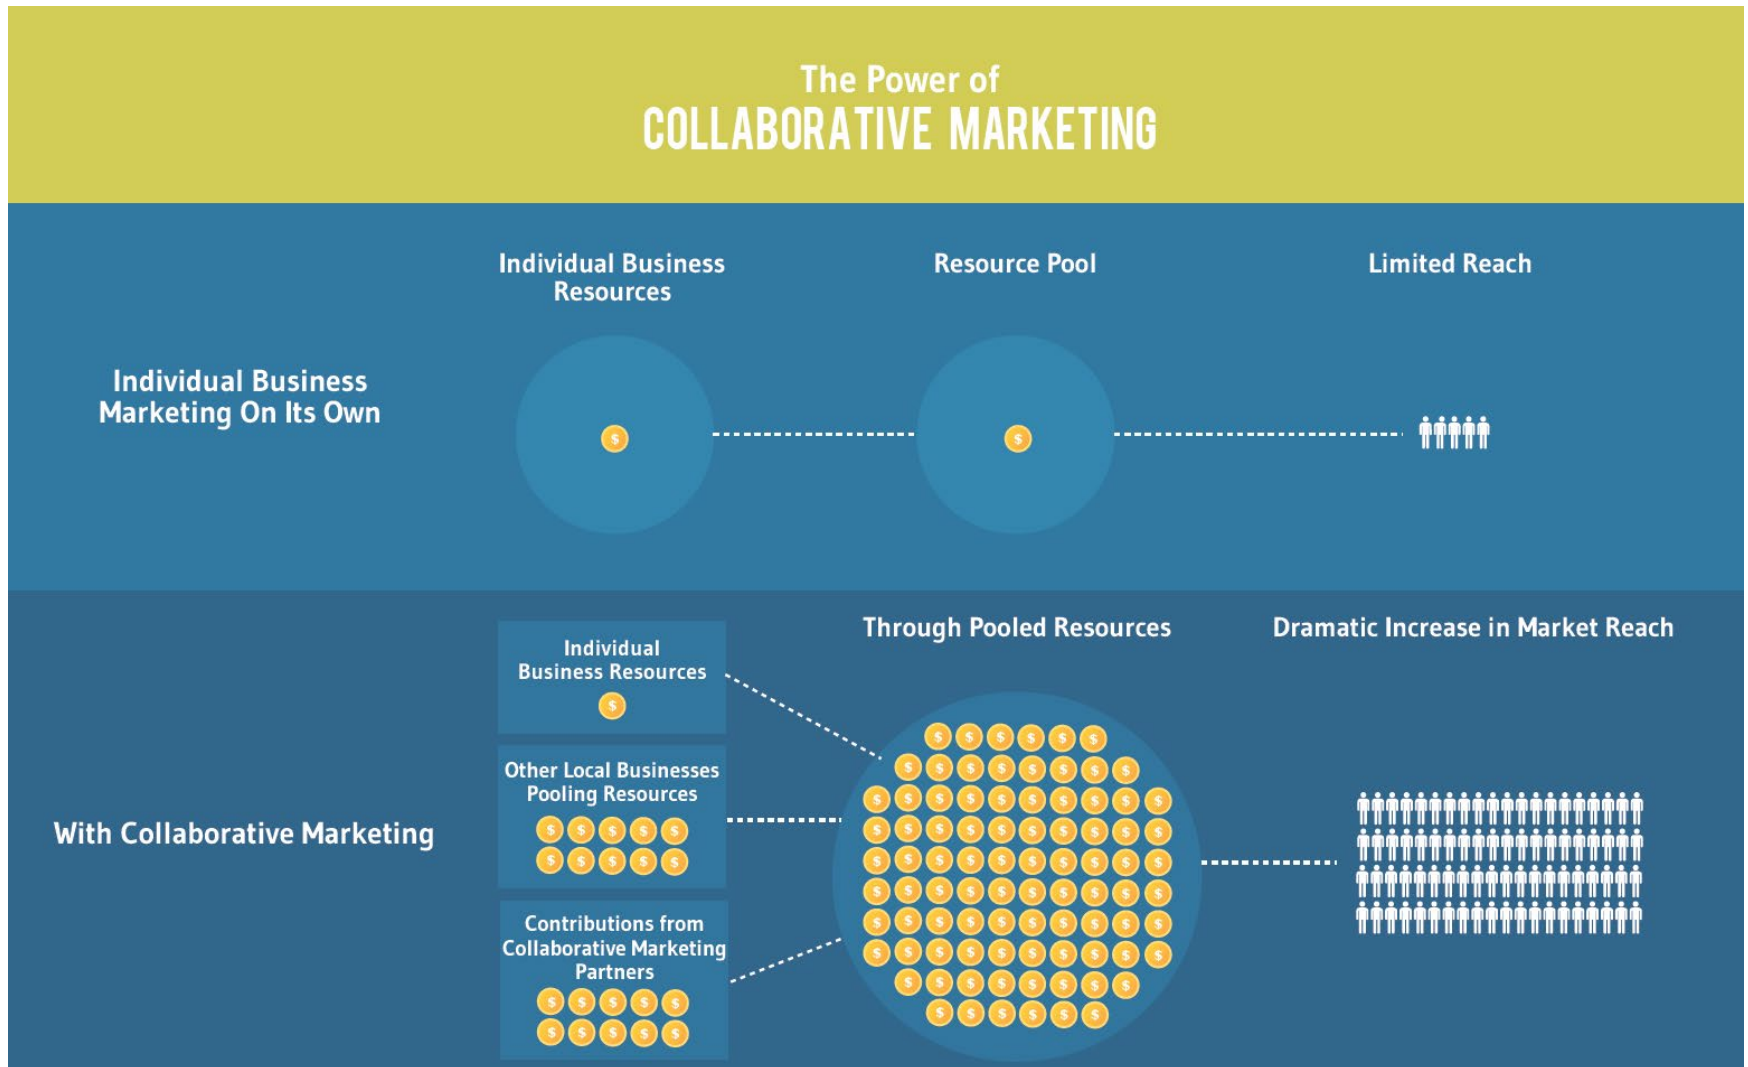 The Power of
COLLABORATIVE MARKETING
Individual Business
Resources
Resource Pool
Limited Reach
Individual Business
Marketing On Its Own
Individual
Business Resources
Through Pooled Resources
Dramatic Increase in Market Reach
Other Local Businesses
Pooling Resources
With Collaborative Marketing
Contributions from
Collaborative Marketing
Partners